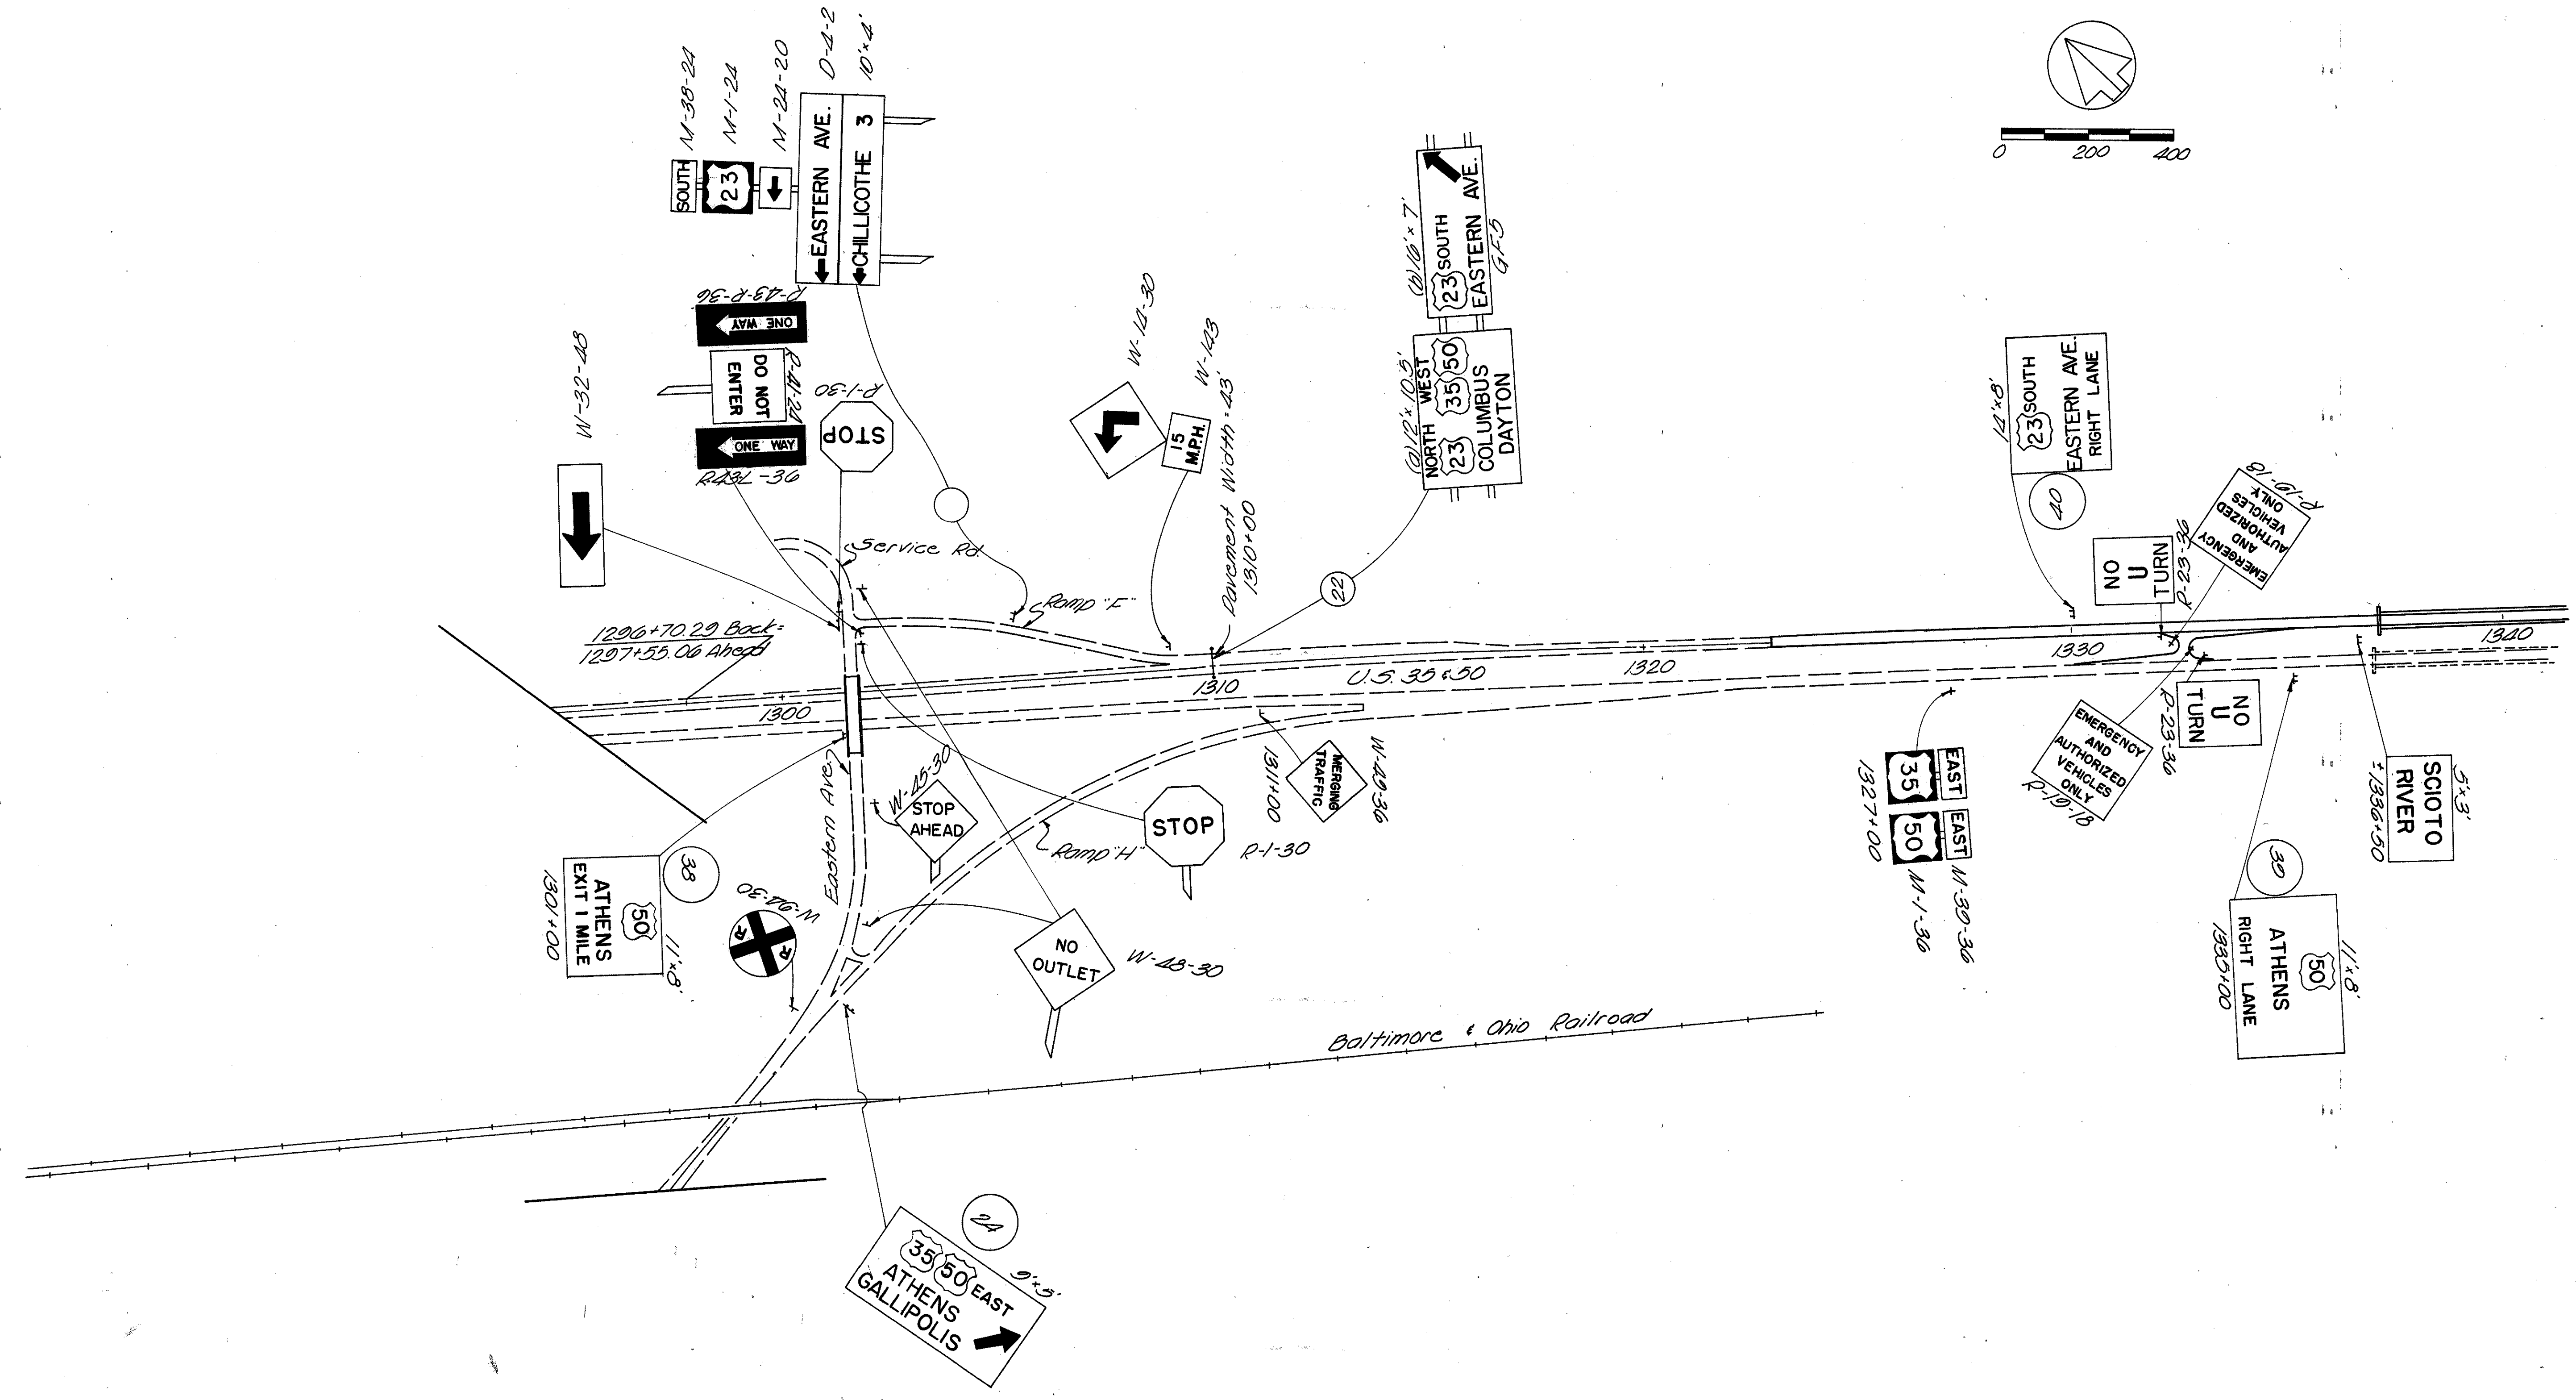 0 200 400
M-38-24
M-1-24
M-24-20
D-4-2
10'x4'
SOUTH
23
EASTERN AVE.
CHILLICOTHE 3
R-43-R-36
ONE WAY
DO NOT
ENTER
R-41-24
ONE WAY
R-43L-36
R-1-30
STOP
W-32-48
W-14-30
W-143
15
M.P.H.
Pavement Width = 43'
1310+00
(b) 16' x 7'
23 SOUTH
EASTERN AVE.
GF5
(a) 12' x 10.5'
NORTH WEST
23 35 50
COLUMBUS
DAYTON
22
14'x8'
23 SOUTH
EASTERN AVE.
RIGHT LANE
40
R-19-18
EMERGENCY
AND
AUTHORIZED
VEHICLES
ONLY
NO
U
TURN
R-23-36
Service Rd.
Ramp "F"
1296+70.29 Back =
1297+55.06 Ahead
1300
1310
U.S. 35 & 50
1320
1330
1340
Eastern Ave.
W-45-30
STOP
AHEAD
Ramp "H"
STOP
R-1-30
1311+00
MERGING
TRAFFIC
W-49-36
1327+00
35 EAST
50 EAST
M-1-36
M-39-36
EMERGENCY
AND
AUTHORIZED
VEHICLES
ONLY
R-19-18
NO
U
TURN
R-23-36
SCIOTO
RIVER
5'x3'
±1336+50
39
50
ATHENS
RIGHT LANE
11'x8'
1335+00
38
50
ATHENS
EXIT 1 MILE
11'x8'
1301+00
W-94-30
R R
NO
OUTLET
W-48-30
Baltimore & Ohio Railroad
24
9'x5'
35 50 EAST
ATHENS
GALLIPOLIS